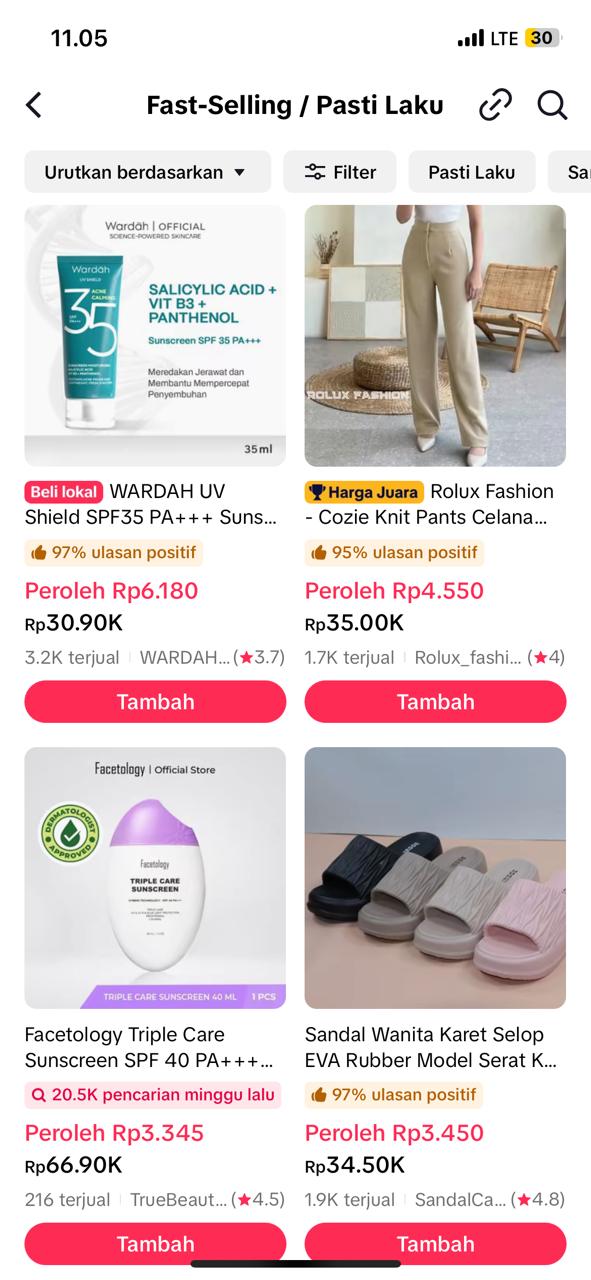 11.05
LTE 30
Fast-Selling / Pasti Laku
Urutkan berdasarkan
Filter
Pasti Laku
Sa
Wardah | OFFICIAL
SCIENCE-POWERED SKINCARE
Wardah
UV SHIELD
35
ACNE
CALMING
SPF
PA+++
SALICYLIC ACID +
VIT B3 +
PANTHENOL
Sunscreen SPF 35 PA+++
Meredakan Jerawat dan
Membantu Mempercepat
Penyembuhan
35ml
ROLUX FASHION
Beli lokal WARDAH UV
Shield SPF35 PA+++ Suns...
97% ulasan positif
Peroleh Rp6.180
Rp30.90K
3.2K terjual WARDAH... (★3.7)
Tambah
Harga Juara Rolux Fashion
- Cozie Knit Pants Celana...
95% ulasan positif
Peroleh Rp4.550
Rp35.00K
1.7K terjual Rolux_fashi... (★4)
Tambah
Facetology | Official Store
DERMATOLOGIST
APPROVED
Facetology
TRIPLE CARE
SUNSCREEN
TRIPLE CARE SUNSCREEN 40 ML 1 PCS
Facetology Triple Care
Sunscreen SPF 40 PA+++...
20.5K pencarian minggu lalu
Peroleh Rp3.345
Rp66.90K
216 terjual TrueBeaut... (★4.5)
Tambah
Sandal Wanita Karet Selop
EVA Rubber Model Serat K...
97% ulasan positif
Peroleh Rp3.450
Rp34.50K
1.9K terjual SandalCa... (★4.8)
Tambah